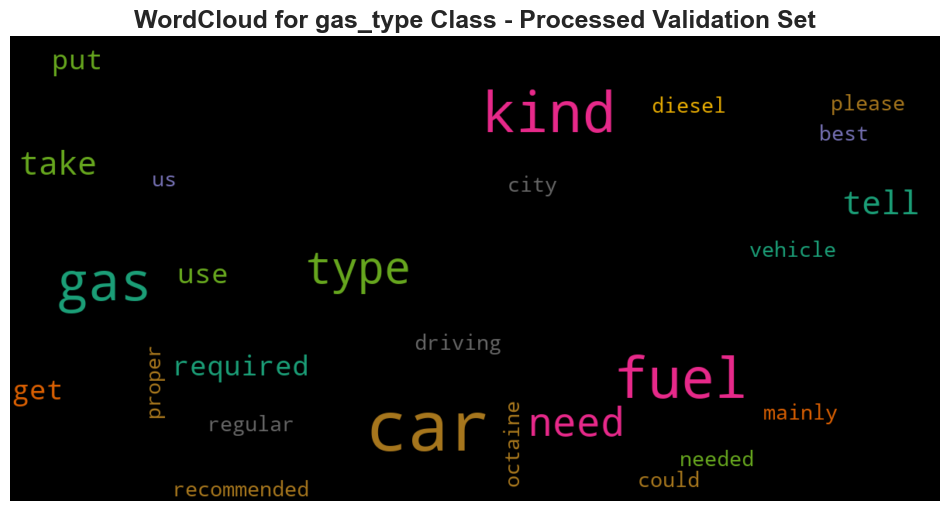 WordCloud for gas_type Class - Processed Validation Set
put
kind
diesel
please
best
take
us
city
tell
vehicle
gas
use
type
driving
proper
required
fuel
get
regular
car
octaine
need
mainly
needed
recommended
could